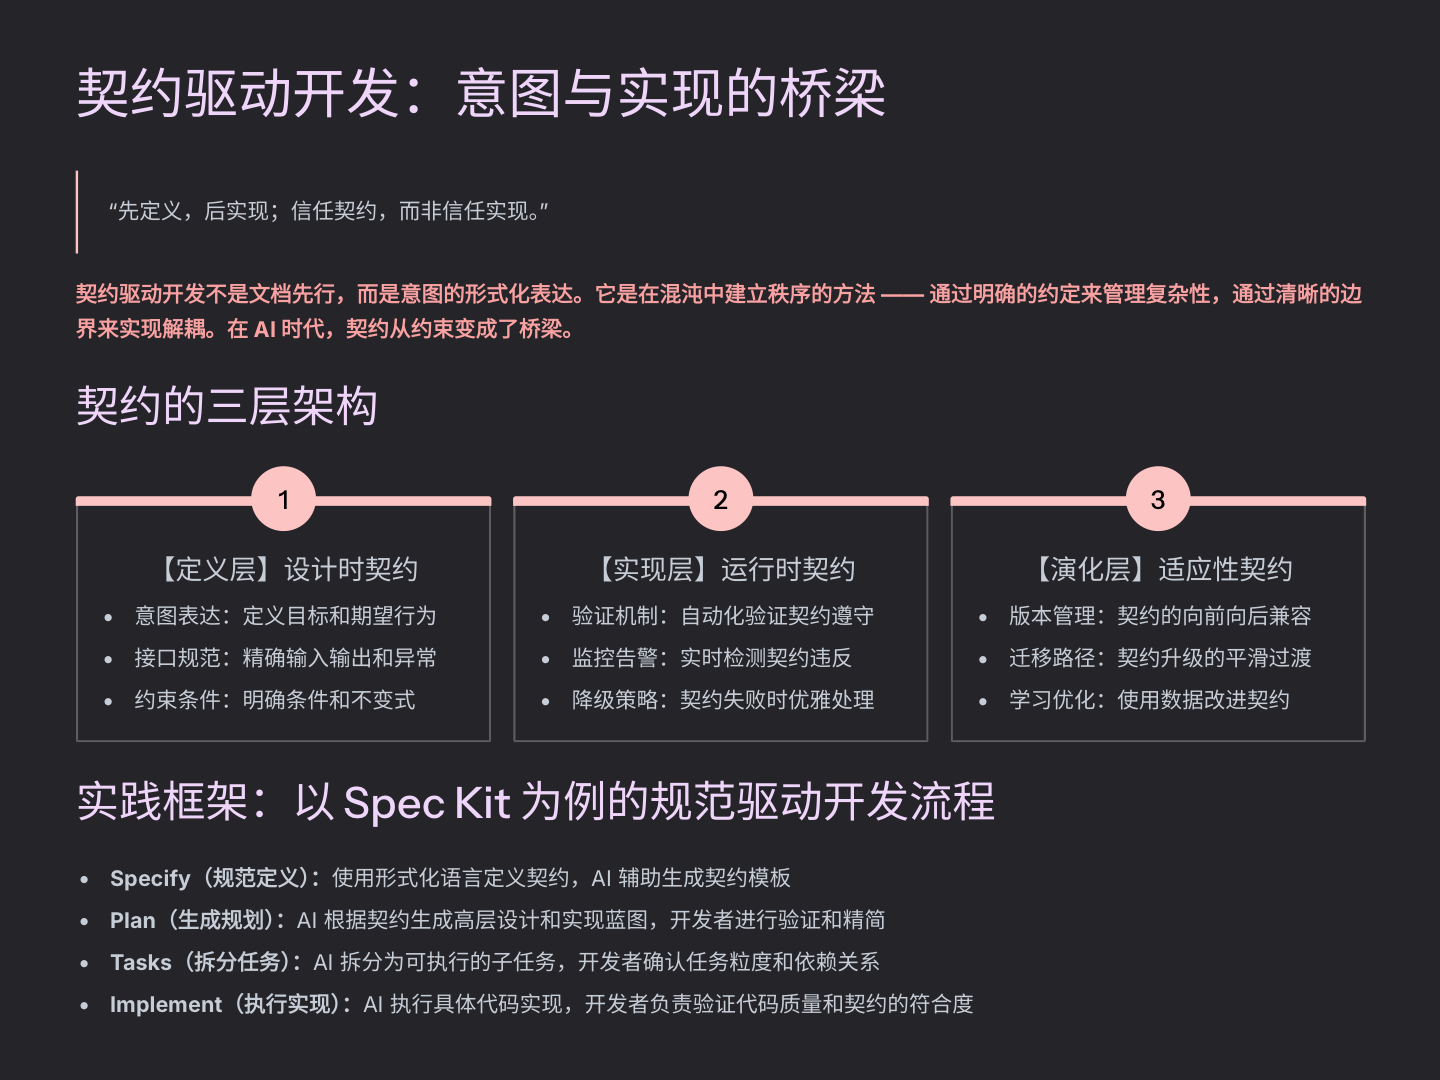 契约驱动开发：意图与实现的桥梁
“先定义，后实现；信任契约，而非信任实现。”
契约驱动开发不是文档先行，而是意图的形式化表达。它是在混沌中建立秩序的方法 —— 通过明确的约定来管理复杂性，通过清晰的边
界来实现解耦。在 AI 时代，契约从约束变成了桥梁。
契约的三层架构
1
【定义层】设计时契约
• 意图表达：定义目标和期望行为
• 接口规范：精确输入输出和异常
• 约束条件：明确条件和不变式
2
【实现层】运行时契约
• 验证机制：自动化验证契约遵守
• 监控告警：实时检测契约违反
• 降级策略：契约失败时优雅处理
3
【演化层】适应性契约
• 版本管理：契约的向前向后兼容
• 迁移路径：契约升级的平滑过渡
• 学习优化：使用数据改进契约
实践框架：以 Spec Kit 为例的规范驱动开发流程
• Specify（规范定义）：使用形式化语言定义契约，AI 辅助生成契约模板
• Plan（生成规划）：AI 根据契约生成高层设计和实现蓝图，开发者进行验证和精简
• Tasks（拆分任务）：AI 拆分为可执行的子任务，开发者确认任务粒度和依赖关系
• Implement（执行实现）：AI 执行具体代码实现，开发者负责验证代码质量和契约的符合度